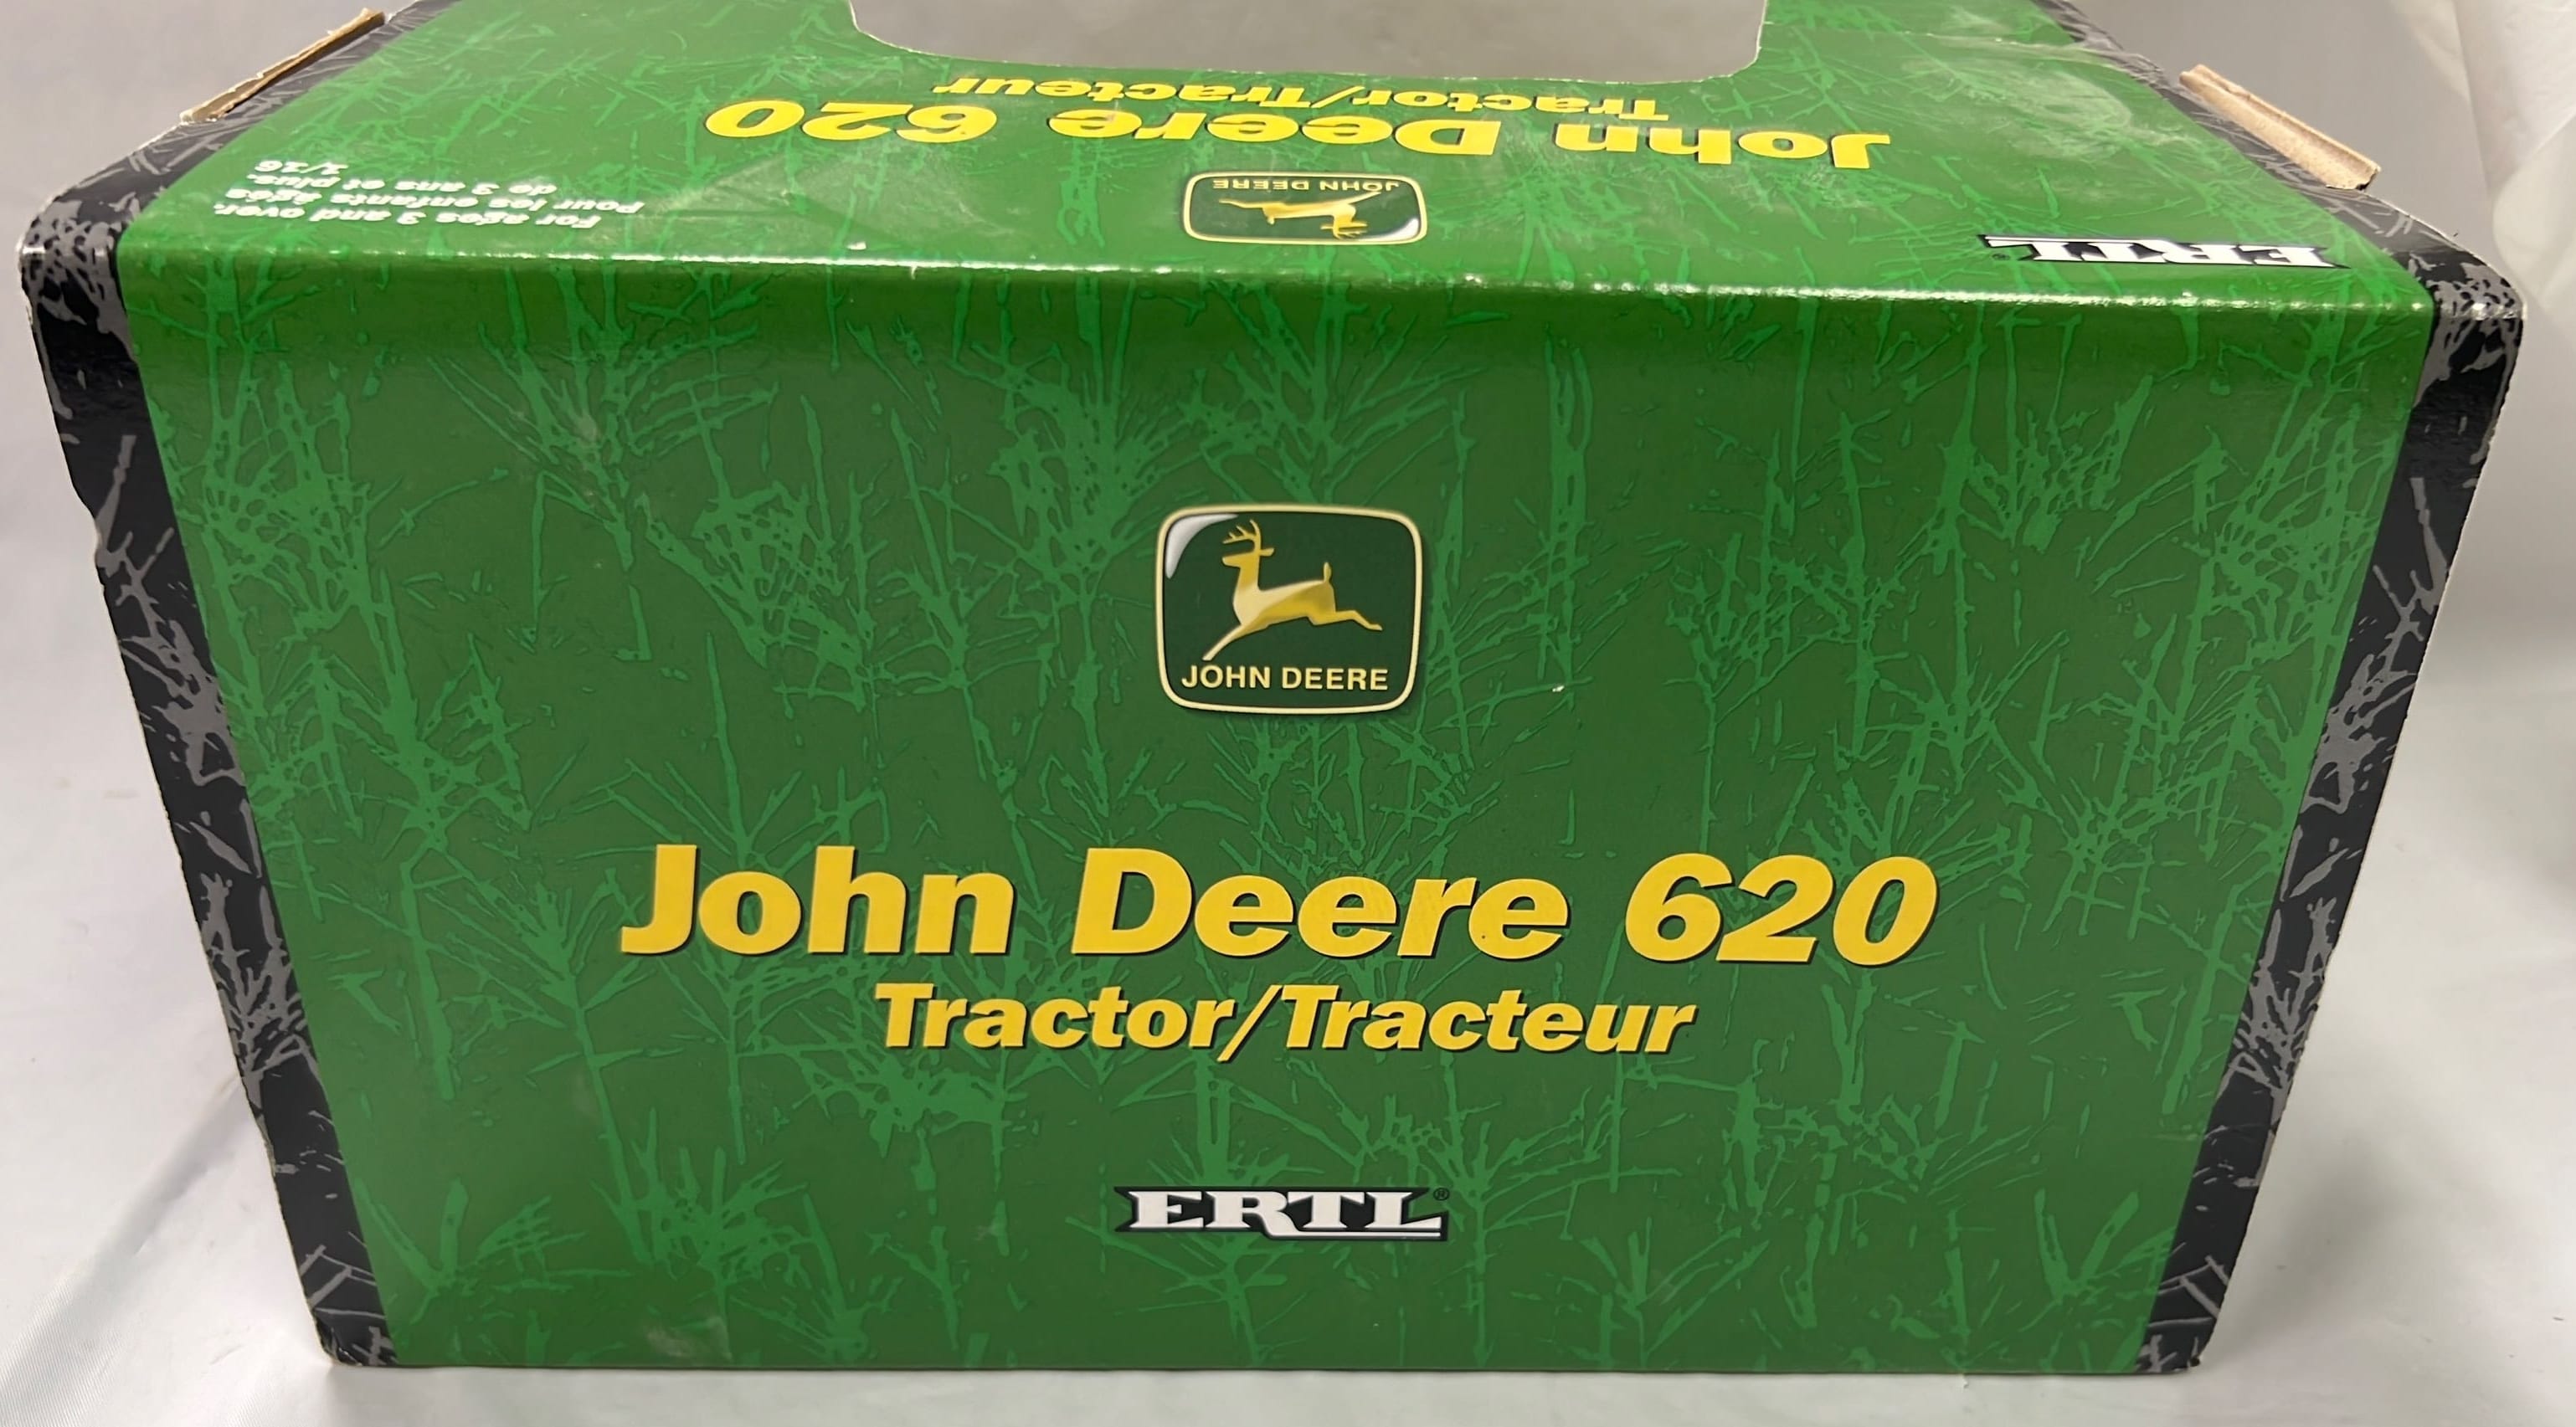 For ages 3 and over.
Pour les enfants âgés
de 3 ans et plus.
1/16
ERTL®
JOHN DEERE
John Deere 620
Tractor/Tracteur
JOHN DEERE
John Deere 620
Tractor/Tracteur
ERTL®